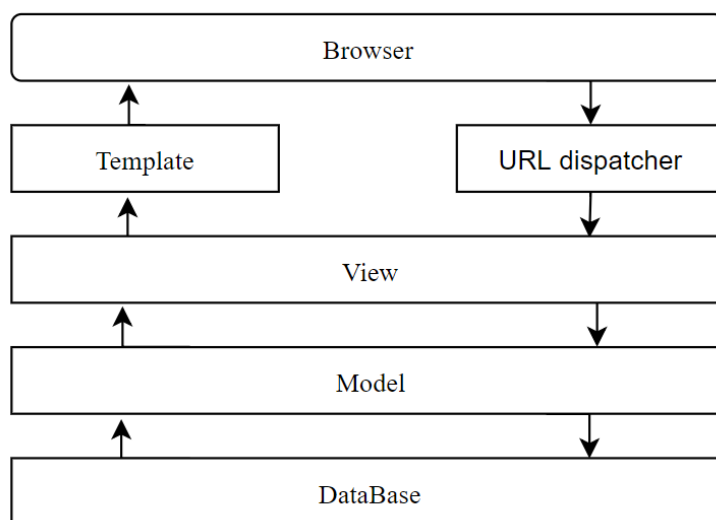 Browser
Template
URL dispatcher
View
Model
DataBase